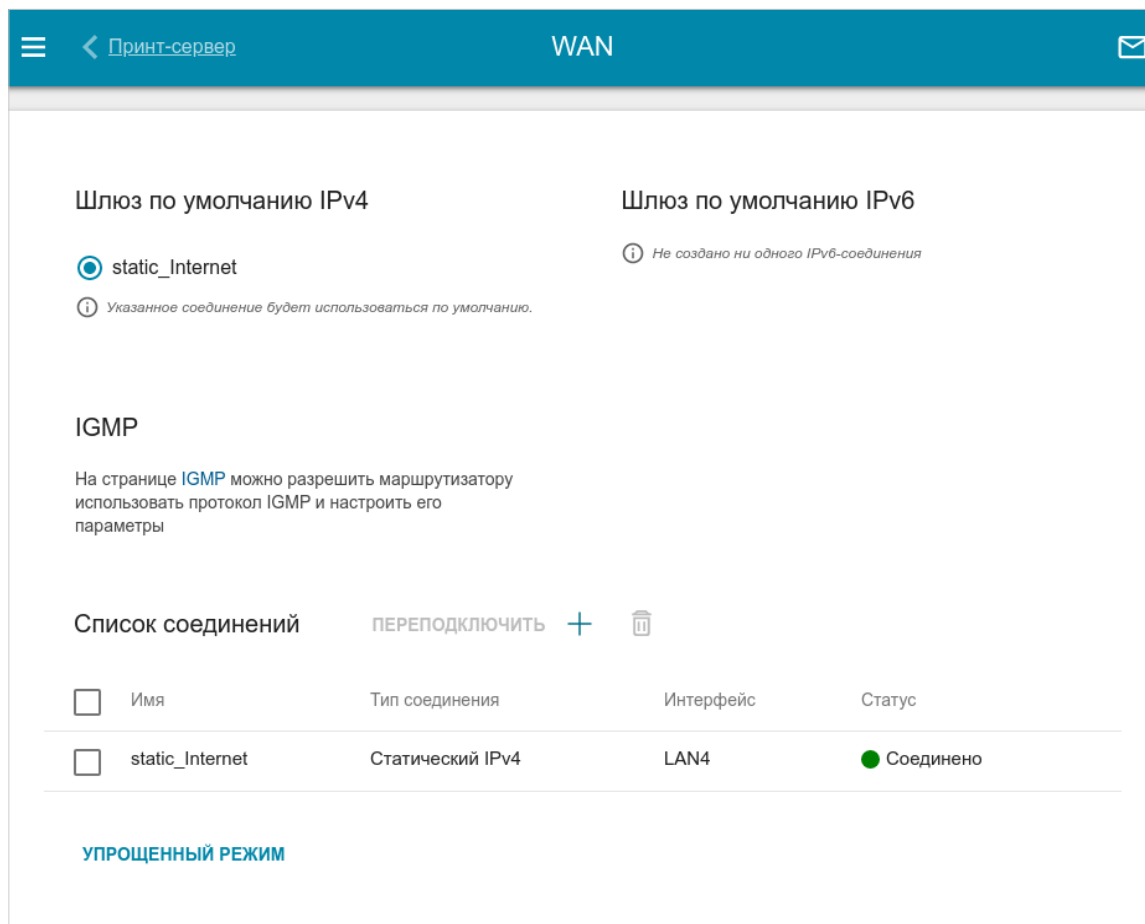 Принт-сервер
WAN
Шлюз по умолчанию IPv4
Шлюз по умолчанию IPv6
static_Internet
Не создано ни одного IPv6-соединения
Указанное соединение будет использоваться по умолчанию.
IGMP
На странице IGMP можно разрешить маршрутизатору
использовать протокол IGMP и настроить его
параметры
Список соединений ПЕРЕПОДКЛЮЧИТЬ
Имя Тип соединения Интерфейс Статус
static_Internet Статический IPv4 LAN4 Соединено
УПРОЩЕННЫЙ РЕЖИМ